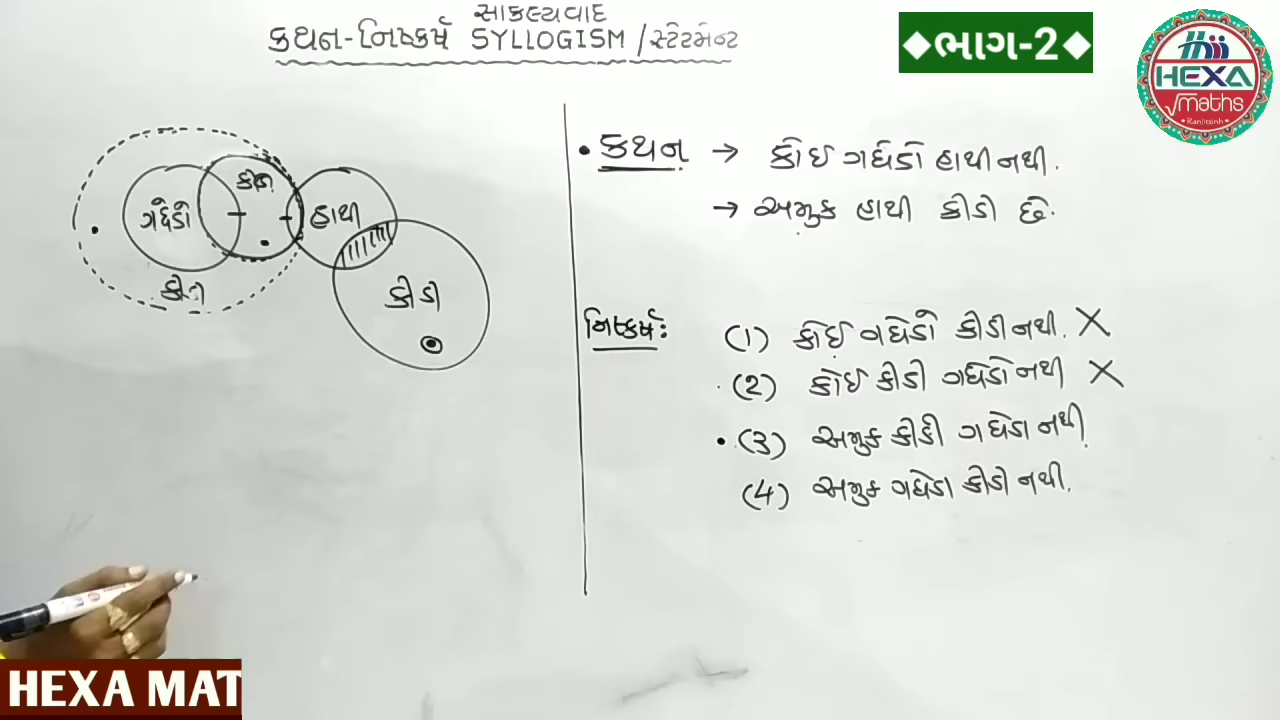 સાકલ્યવાદ
કથન-નિષ્કર્ષ SYLLOGISM / સ્ટેટમેન્ટ
◆ભાગ-2◆
HEXA
√maths
Ranjitsinh
ગધેડો
હાથી
કીડી
• કથન → કોઇ ગધેડો હાથી નથી.
→ અમુક હાથી કીડી છે.
નિષ્કર્ષ: (1) કોઇ ગધેડો કીડી નથી. X
(2) કોઇ કીડી ગધેડો નથી X
• (3) અમુક કીડી ગધેડા નથી.
(4) અમુક ગધેડા કીડી નથી.
HEXA MAT